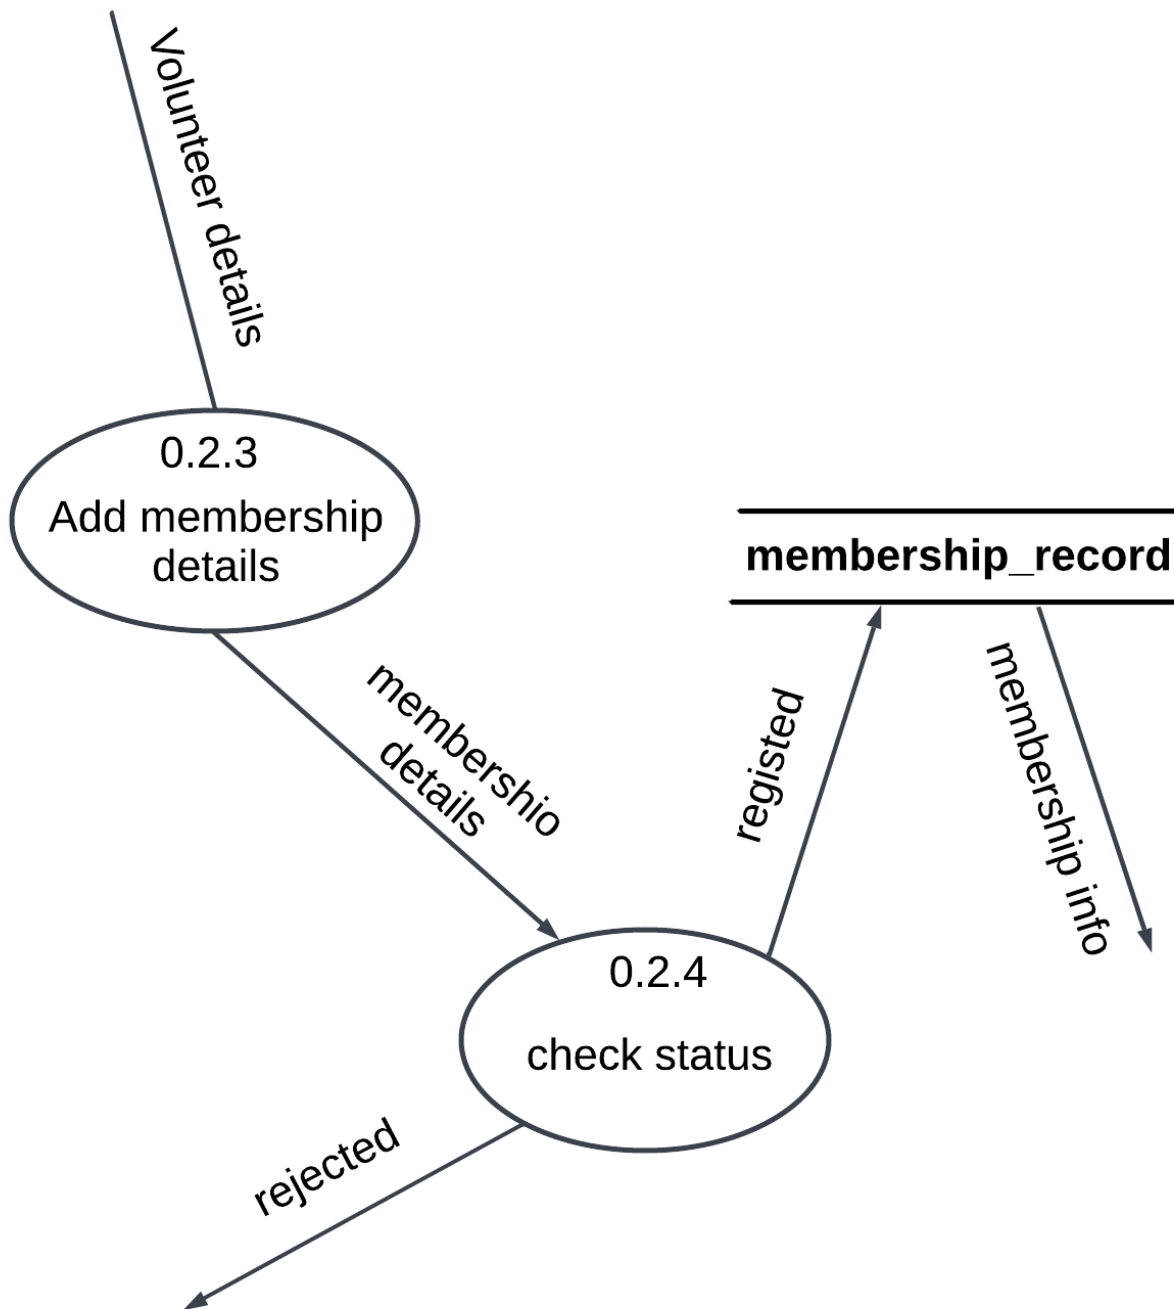 Volunteer details
0.2.3
Add membership
details
membership_record
membershio
details
registed
membership info
0.2.4
check status
rejected